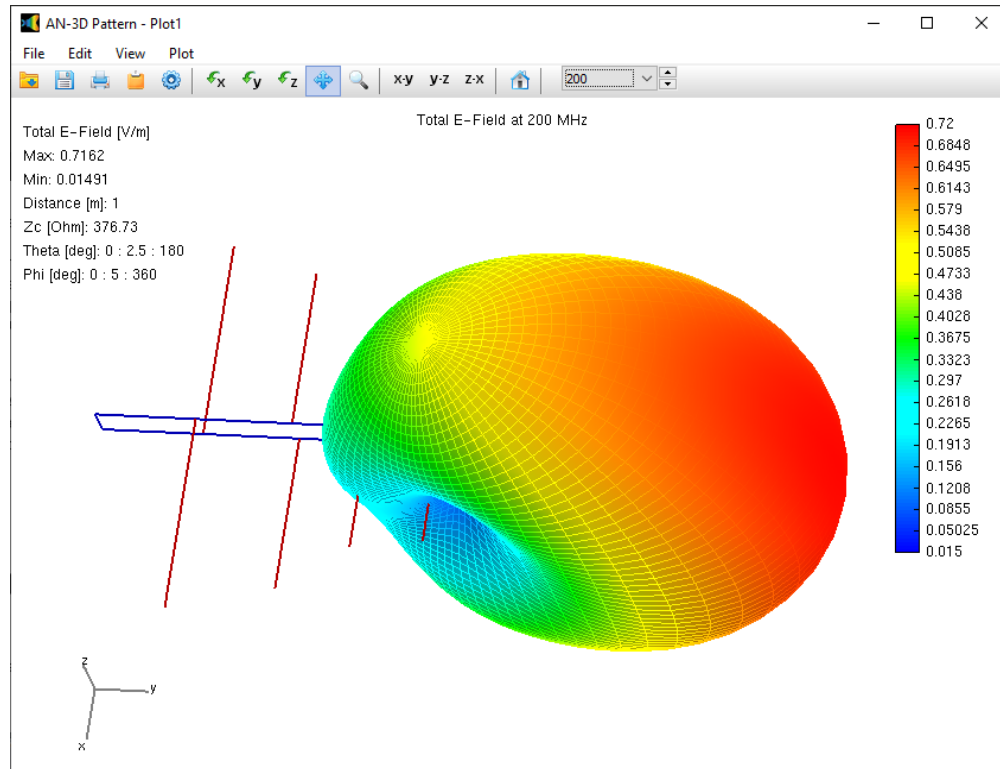 AN-3D Pattern - Plot1
File Edit View Plot
x y z x-y y-z z-x 200
Total E-Field at 200 MHz
Total E-Field [V/m]
Max: 0.7162
Min: 0.01491
Distance [m]: 1
Zc [Ohm]: 376.73
Theta [deg]: 0 : 2.5 : 180
Phi [deg]: 0 : 5 : 360
0.72
0.6848
0.6495
0.6143
0.579
0.5438
0.5085
0.4733
0.438
0.4028
0.3675
0.3323
0.297
0.2618
0.2265
0.1913
0.156
0.1208
0.0855
0.05025
0.015
z
y
x